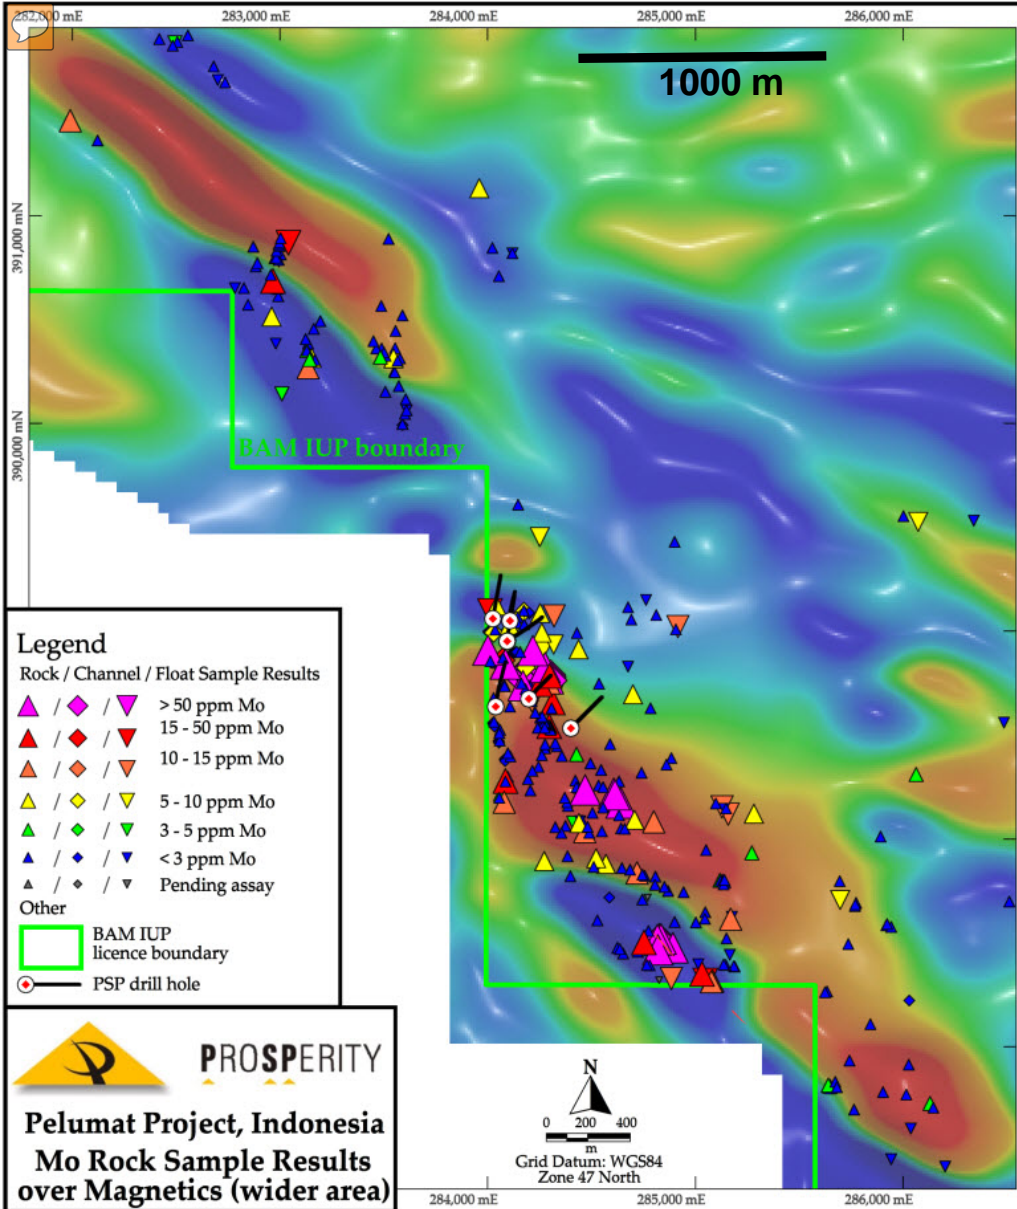 282,000 mE
283,000 mE
284,000 mE
285,000 mE
286,000 mE
1000 m
391,000 mN
390,000 mN
BAM IUP boundary
Legend
Rock / Channel / Float Sample Results
/ / > 50 ppm Mo
/ / 15 - 50 ppm Mo
/ / 10 - 15 ppm Mo
/ / 5 - 10 ppm Mo
/ / 3 - 5 ppm Mo
/ / < 3 ppm Mo
/ / Pending assay
Other
BAM IUP
licence boundary
PSP drill hole
PROSPERITY
Pelumat Project, Indonesia
Mo Rock Sample Results
over Magnetics (wider area)
N
0 200 400
m
Grid Datum: WGS84
Zone 47 North
284,000 mE
285,000 mE
286,000 mE